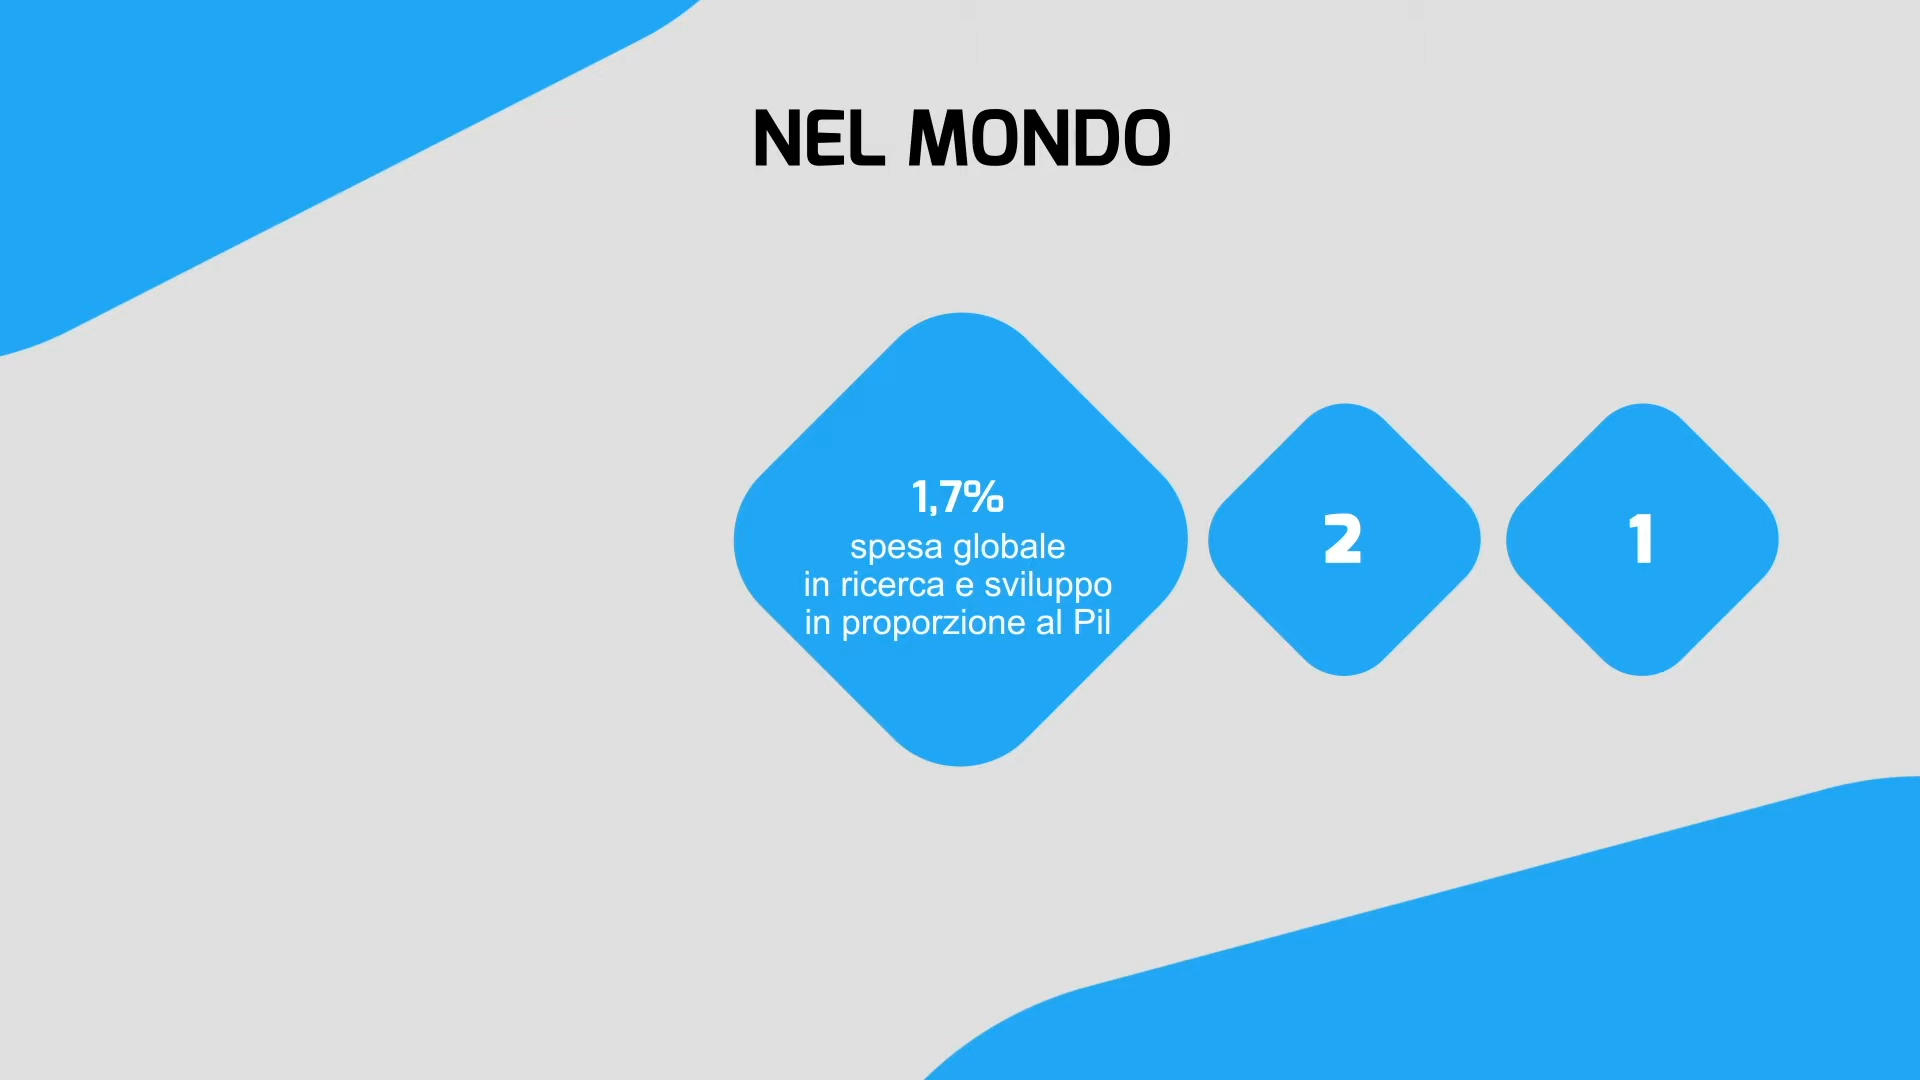 NEL MONDO
1,7%
spesa globale
in ricerca e sviluppo
in proporzione al Pil
2
1